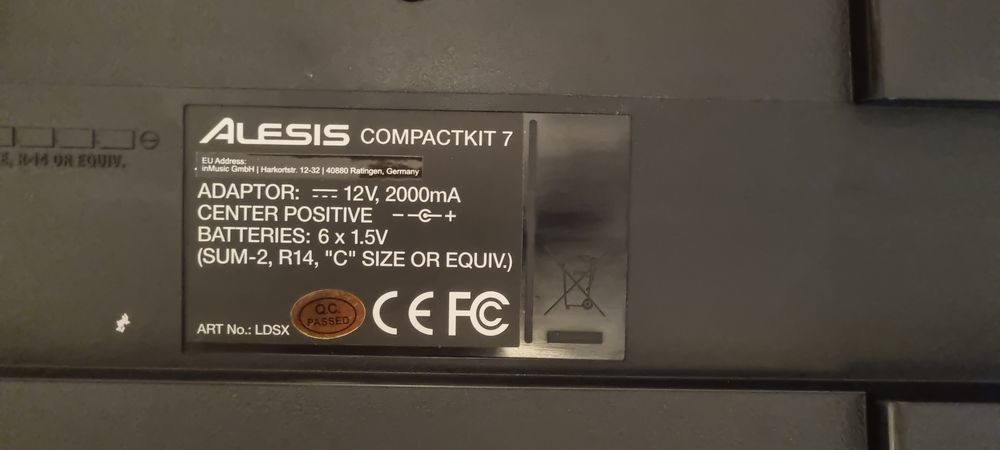 ALESIS COMPACTKIT 7
EU Address:
inMusic GmbH | Harkortstr. 12-32 | 40880 Ratingen, Germany
ADAPTOR: 12V, 2000mA
CENTER POSITIVE - +
BATTERIES: 6 x 1.5V
(SUM-2, R14, "C" SIZE OR EQUIV.)
Q.C.
PASSED
ART No.: LDSX
CE FC
R14 OR EQUIV.